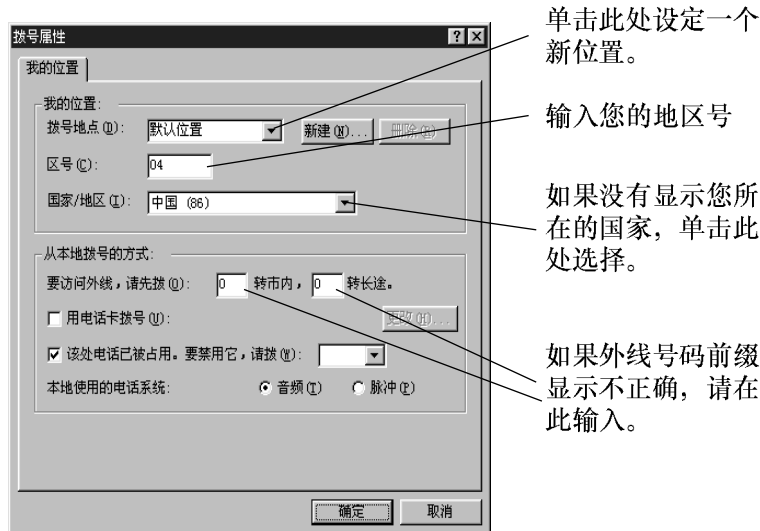 拨号属性
我的位置
我的位置:
拨号地点(D): 默认位置 新建(N)... 删除(R)
区号(C): 04
国家/地区(I): 中国 (86)
从本地拨号的方式:
要访问外线，请先拨(O): 0 转市内， 0 转长途。
用电话卡拨号(U): 更改(H)...
该处电话已被占用。要禁用它，请拨(W):
本地使用的电话系统: 音频(T) 脉冲(P)
确定 取消
单击此处设定一个
新位置。
输入您的地区号
如果没有显示您所
在的国家，单击此
处选择。
如果外线号码前缀
显示不正确，请在
此输入。